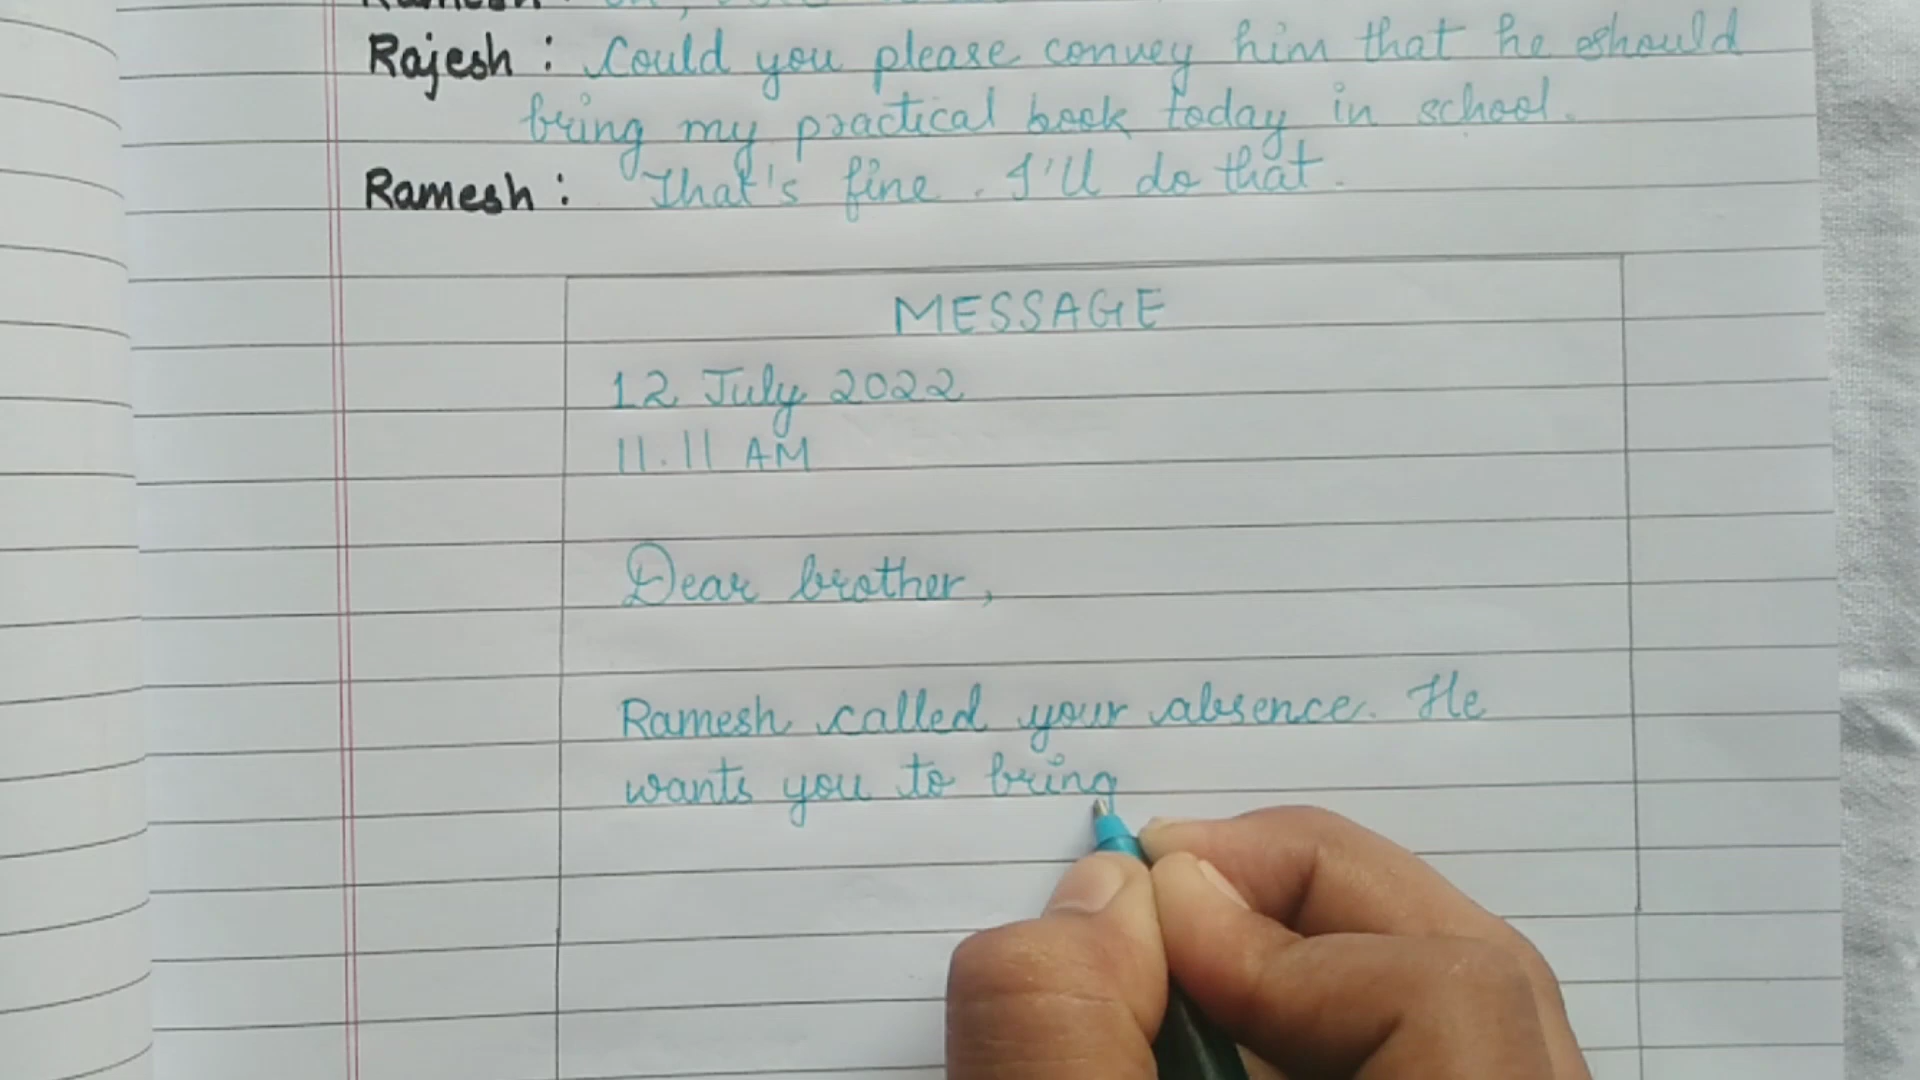 Ramesh :
Rajesh : Could you please convey him that he should
bring my practical book today in school.
Ramesh : That's fine. I'll do that.
MESSAGE
12 July 2022
11.11 AM
Dear brother,
Ramesh called your absence. He
wants you to bring